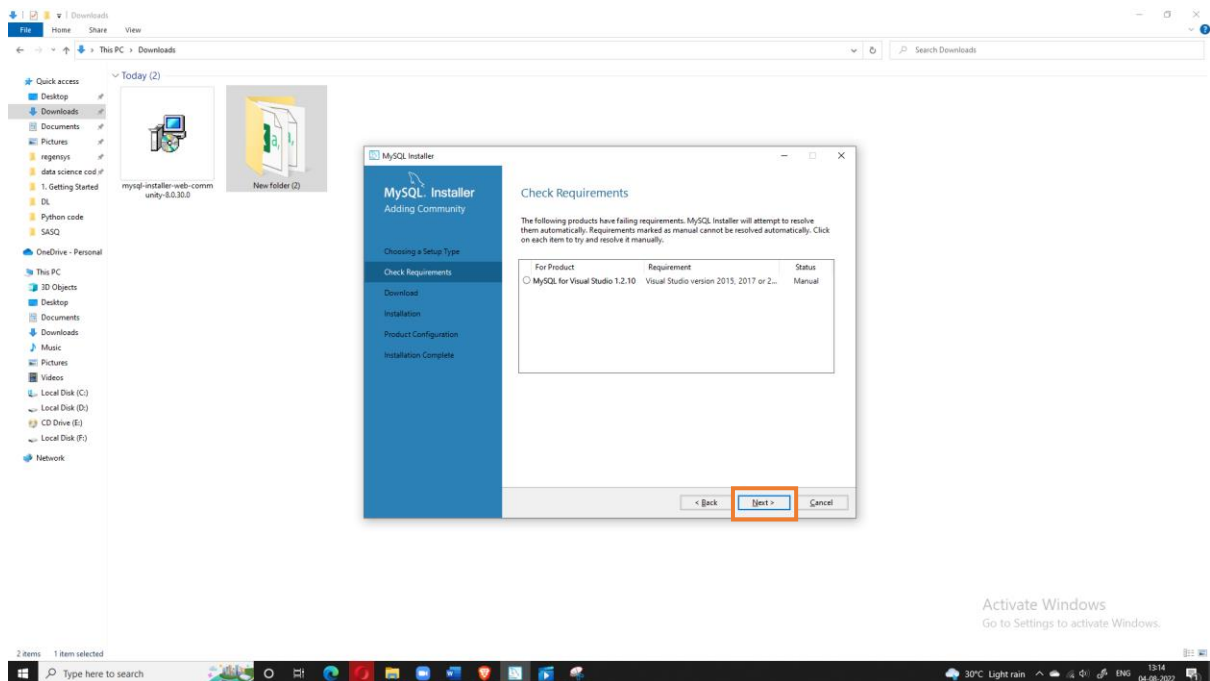 Downloads
File Home Share View
This PC > Downloads
Search Downloads
Quick access
Desktop
Downloads
Documents
Pictures
regensys
data science cod
1. Getting Started
DL
Python code
SASQ
OneDrive - Personal
This PC
3D Objects
Desktop
Documents
Downloads
Music
Pictures
Videos
Local Disk (C:)
Local Disk (D:)
CD Drive (E:)
Local Disk (F:)
Network
Today (2)
mysql-installer-web-comm
unity-8.0.30.0
New folder (2)
MySQL Installer
MySQL. Installer
Adding Community
Choosing a Setup Type
Check Requirements
Download
Installation
Product Configuration
Installation Complete
Check Requirements
The following products have failing requirements. MySQL Installer will attempt to resolve
them automatically. Requirements marked as manual cannot be resolved automatically. Click
on each item to try and resolve it manually.
For Product Requirement Status
MySQL for Visual Studio 1.2.10 Visual Studio version 2015, 2017 or 2... Manual
< Back Next > Cancel
Activate Windows
Go to Settings to activate Windows.
2 items 1 item selected
Type here to search
30°C Light rain ENG
13:14
04-08-2022